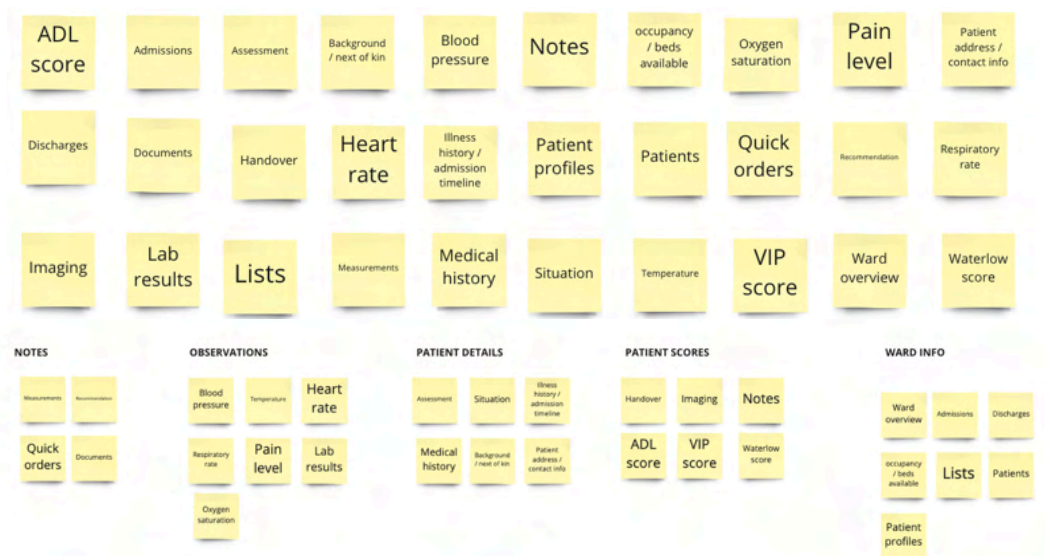 ADL
score
Admissions
Assessment
Background
/ next of kin
Blood
pressure
Notes
occupancy
/ beds
available
Oxygen
saturation
Pain
level
Patient
address /
contact info
Discharges
Documents
Handover
Heart
rate
Illness
history /
admission
timeline
Patient
profiles
Patients
Quick
orders
Recommendation
Respiratory
rate
Imaging
Lab
results
Lists
Measurements
Medical
history
Situation
Temperature
VIP
score
Ward
overview
Waterlow
score
NOTES
Measurements
Recommendation
Quick
orders
Documents
OBSERVATIONS
Blood
pressure
Temperature
Heart
rate
Respiratory
rate
Pain
level
Lab
results
Oxygen
saturation
PATIENT DETAILS
Assessment
Situation
Illness
history /
admission
timeline
Medical
history
Background
/ next of kin
Patient
address /
contact info
PATIENT SCORES
Handover
Imaging
Notes
ADL
score
VIP
score
Waterlow
score
WARD INFO
Ward
overview
Admissions
Discharges
occupancy
/ beds
available
Lists
Patients
Patient
profiles